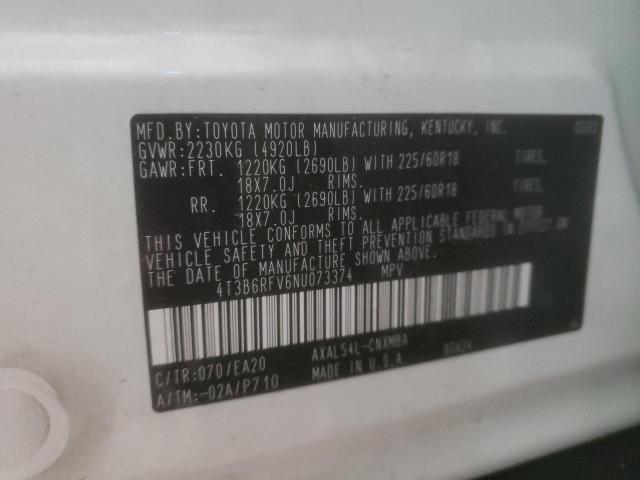 MFD.BY:TOYOTA MOTOR MANUFACTURING, KENTUCKY, INC.
GVWR:2230KG (4920LB)
GAWR:FRT. 1220KG (2690LB) WITH 225/60R18 TIRES,
18X7.0J RIMS.
RR. 1220KG (2690LB) WITH 225/60R18 TIRES,
18X7.0J RIMS.
THIS VEHICLE CONFORMS TO ALL APPLICABLE FEDERAL MOTOR
VEHICLE SAFETY AND THEFT PREVENTION STANDARDS IN EFFECT ON
THE DATE OF MANUFACTURE SHOWN ABOVE.
4T3B6RFV6NU073374 MPV
C/TR:070/EA20 AXAL54L-CNXMBA
A/TM:-02A/P710 MADE IN U.S.A.